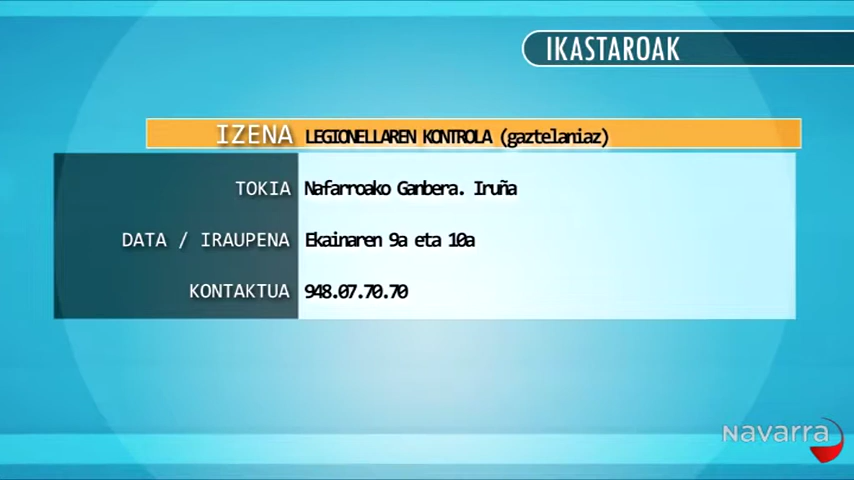 IKASTAROAK
IZENA LEGIONELLAREN KONTROLA (gaztelaniaz)
TOKIA Nafarroako Ganbera. Iruña
DATA / IRAUPENA Ekainaren 9a eta 10a
KONTAKTUA 948.07.70.70
Navarra